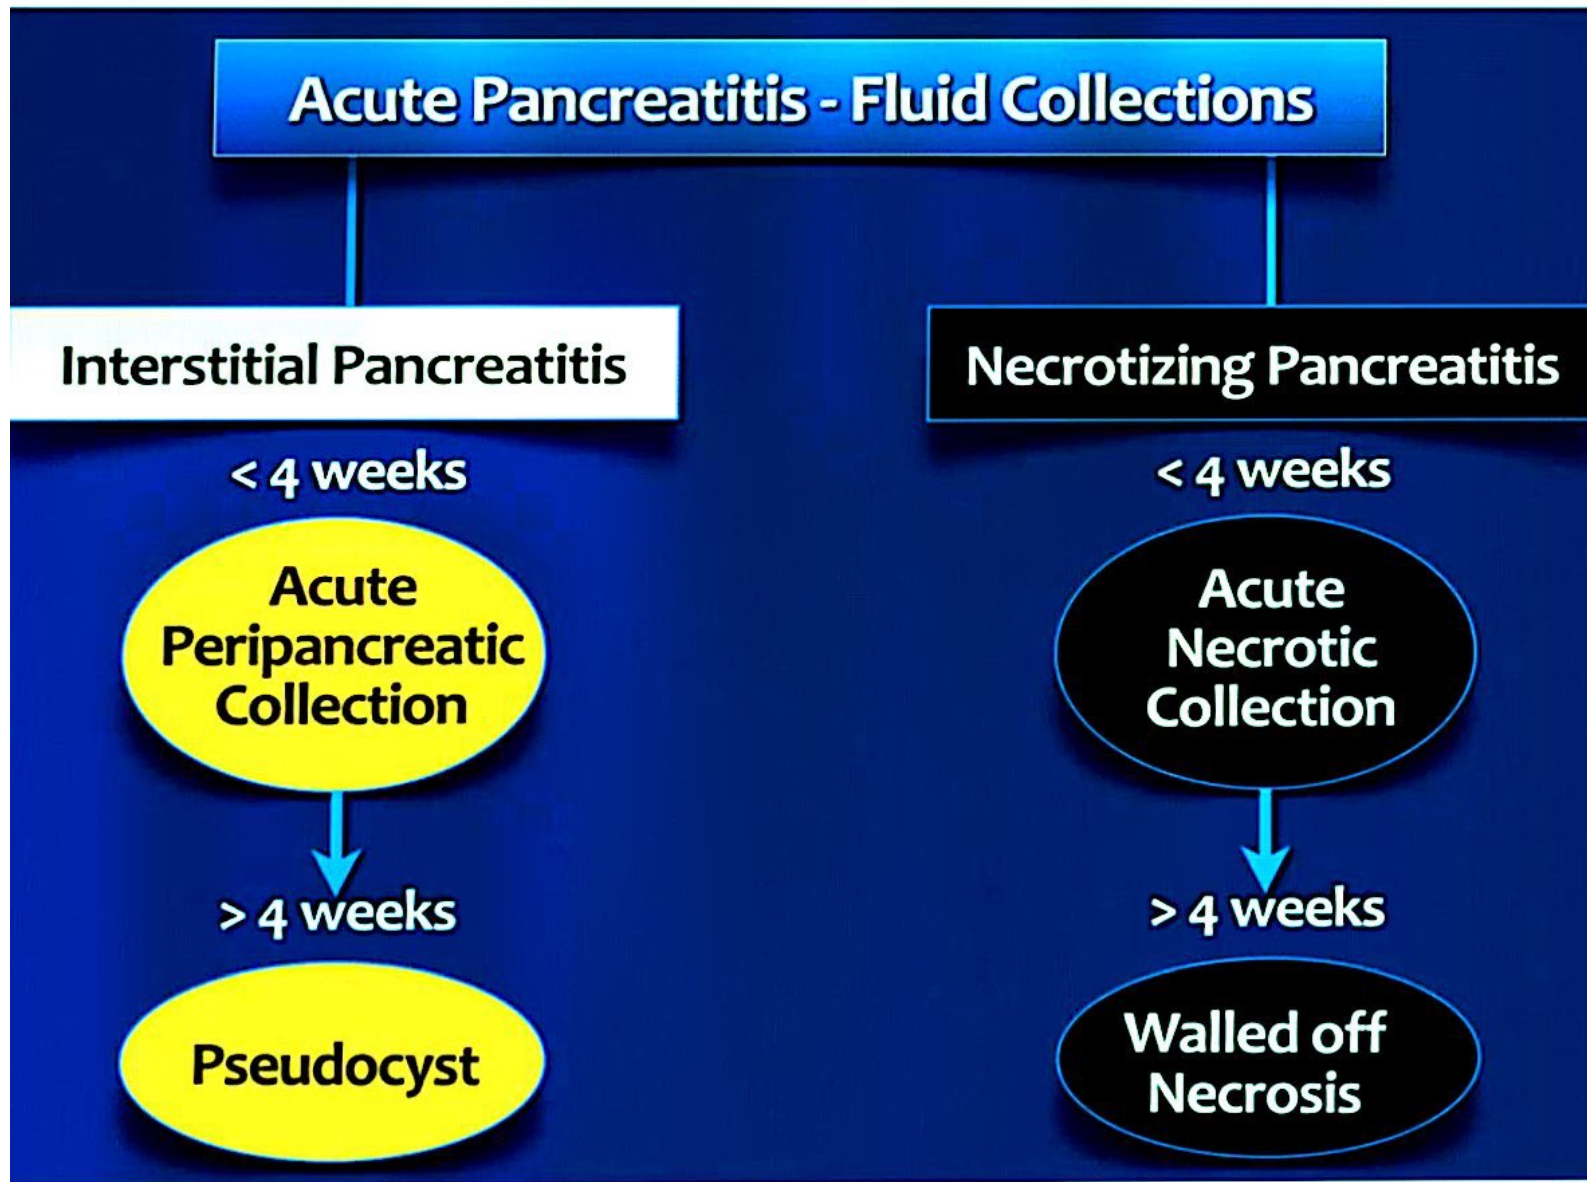 Acute Pancreatitis - Fluid Collections
Interstitial Pancreatitis
< 4 weeks
Acute
Peripancreatic
Collection
> 4 weeks
Pseudocyst
Necrotizing Pancreatitis
< 4 weeks
Acute
Necrotic
Collection
> 4 weeks
Walled off
Necrosis